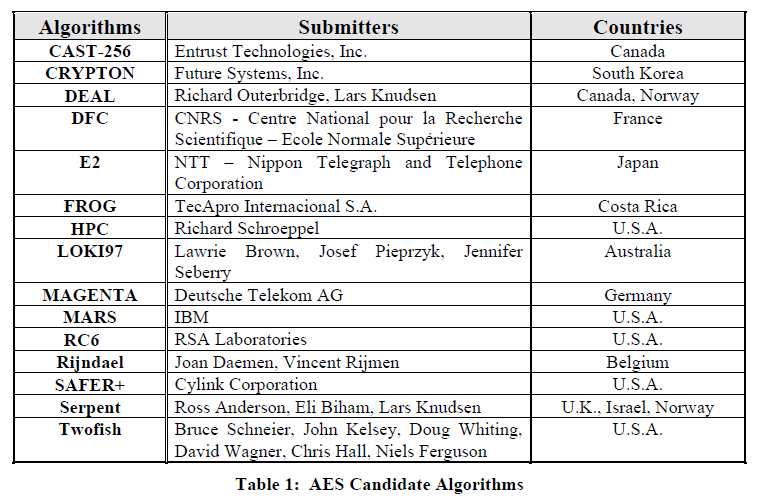 Algorithms Submitters Countries
CAST-256 Entrust Technologies, Inc. Canada
CRYPTON Future Systems, Inc. South Korea
DEAL Richard Outerbridge, Lars Knudsen Canada, Norway
DFC CNRS - Centre National pour la Recherche France
Scientifique – Ecole Normale Supérieure
E2 NTT – Nippon Telegraph and Telephone Japan
Corporation
FROG TecApro Internacional S.A. Costa Rica
HPC Richard Schroeppel U.S.A.
LOKI97 Lawrie Brown, Josef Pieprzyk, Jennifer Australia
Seberry
MAGENTA Deutsche Telekom AG Germany
MARS IBM U.S.A.
RC6 RSA Laboratories U.S.A.
Rijndael Joan Daemen, Vincent Rijmen Belgium
SAFER+ Cylink Corporation U.S.A.
Serpent Ross Anderson, Eli Biham, Lars Knudsen U.K., Israel, Norway
Twofish Bruce Schneier, John Kelsey, Doug Whiting, U.S.A.
David Wagner, Chris Hall, Niels Ferguson
Table 1: AES Candidate Algorithms